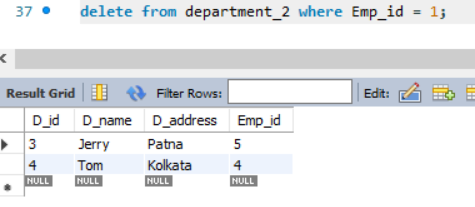 37 delete from department_2 where Emp_id = 1;
Result Grid Filter Rows: Edit:
D_id D_name D_address Emp_id
3 Jerry Patna 5
4 Tom Kolkata 4
NULL NULL NULL NULL